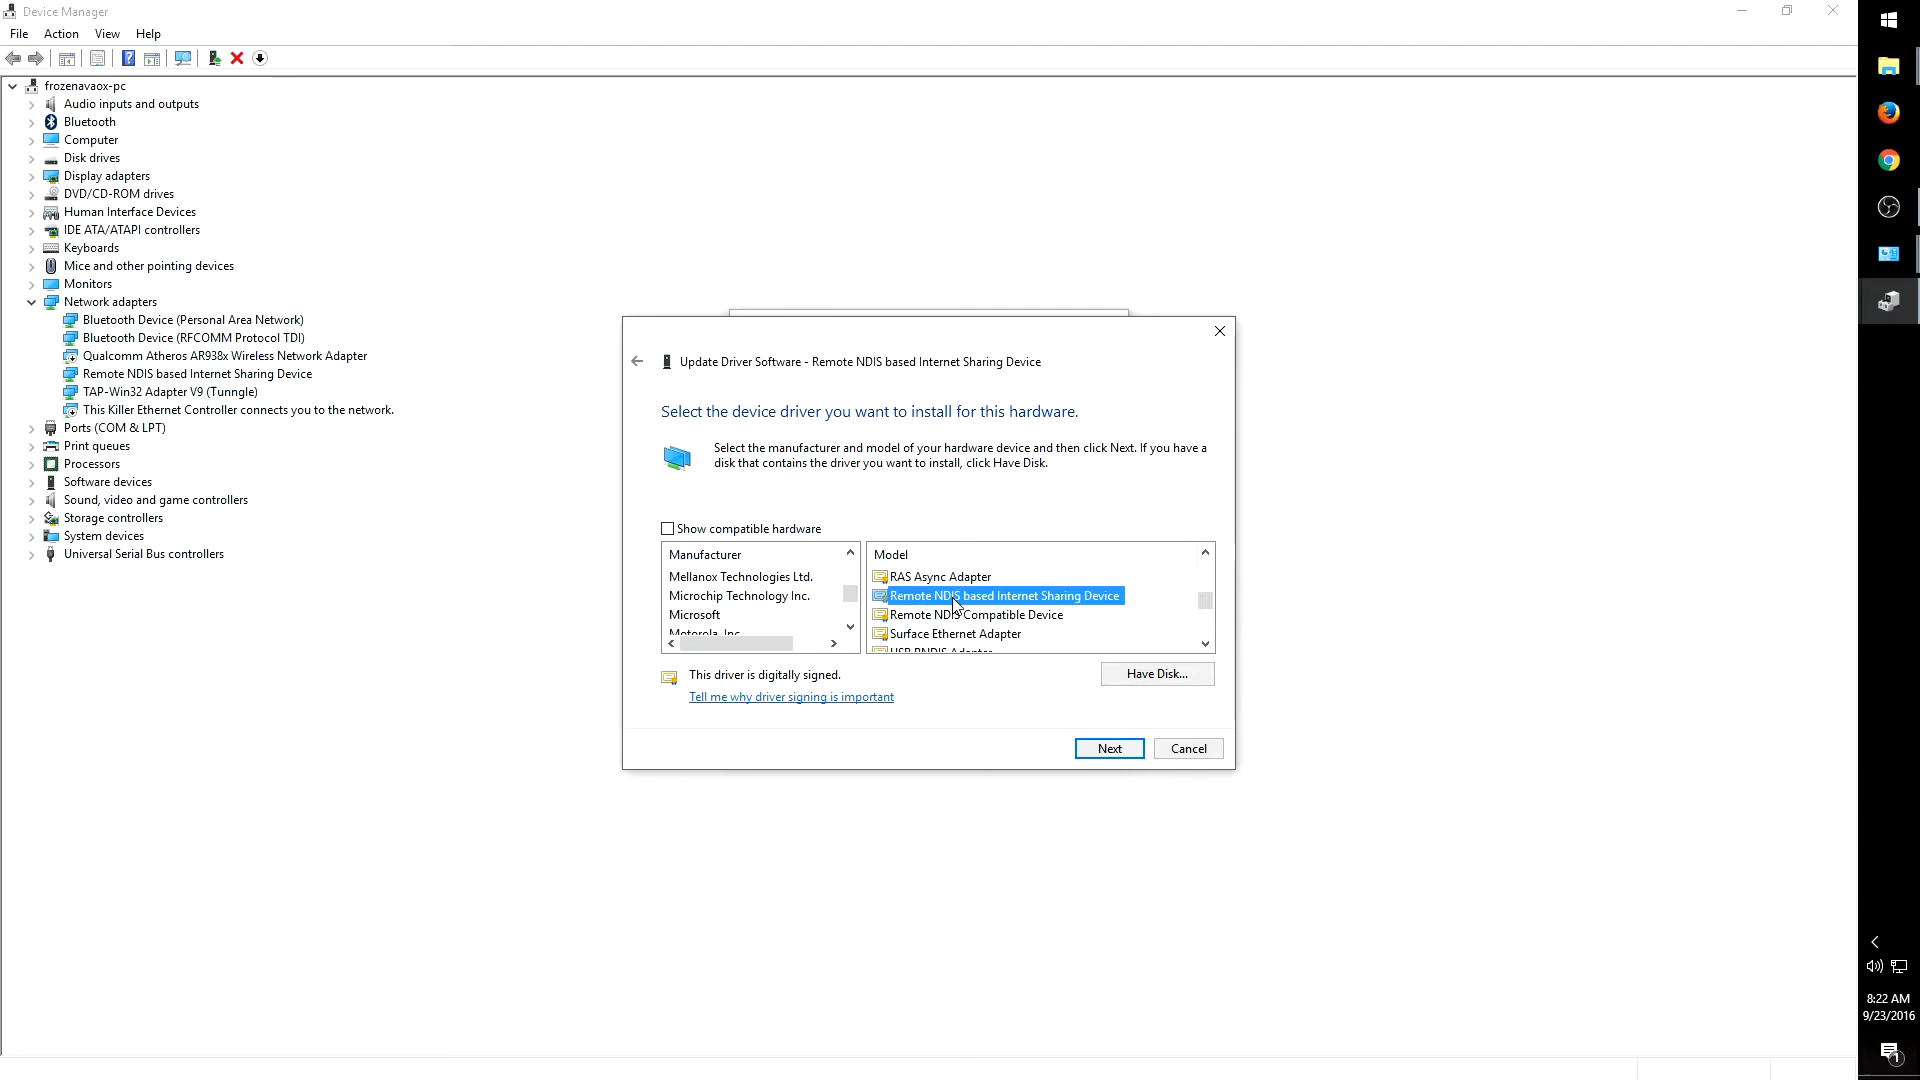 Device Manager
File Action View Help
frozenavaox-pc
Audio inputs and outputs
Bluetooth
Computer
Disk drives
Display adapters
DVD/CD-ROM drives
Human Interface Devices
IDE ATA/ATAPI controllers
Keyboards
Mice and other pointing devices
Monitors
Network adapters
Bluetooth Device (Personal Area Network)
Bluetooth Device (RFCOMM Protocol TDI)
Qualcomm Atheros AR938x Wireless Network Adapter
Remote NDIS based Internet Sharing Device
TAP-Win32 Adapter V9 (Tunngle)
This Killer Ethernet Controller connects you to the network.
Ports (COM & LPT)
Print queues
Processors
Software devices
Sound, video and game controllers
Storage controllers
System devices
Universal Serial Bus controllers
Update Driver Software - Remote NDIS based Internet Sharing Device
Select the device driver you want to install for this hardware.
Select the manufacturer and model of your hardware device and then click Next. If you have a
disk that contains the driver you want to install, click Have Disk.
Show compatible hardware
Manufacturer
Mellanox Technologies Ltd.
Microchip Technology Inc.
Microsoft
Motorola, Inc.
Model
RAS Async Adapter
Remote NDIS based Internet Sharing Device
Remote NDIS Compatible Device
Surface Ethernet Adapter
USB RNDIS Adapter
This driver is digitally signed.
Have Disk...
Tell me why driver signing is important
Next
Cancel
8:22 AM
9/23/2016
1